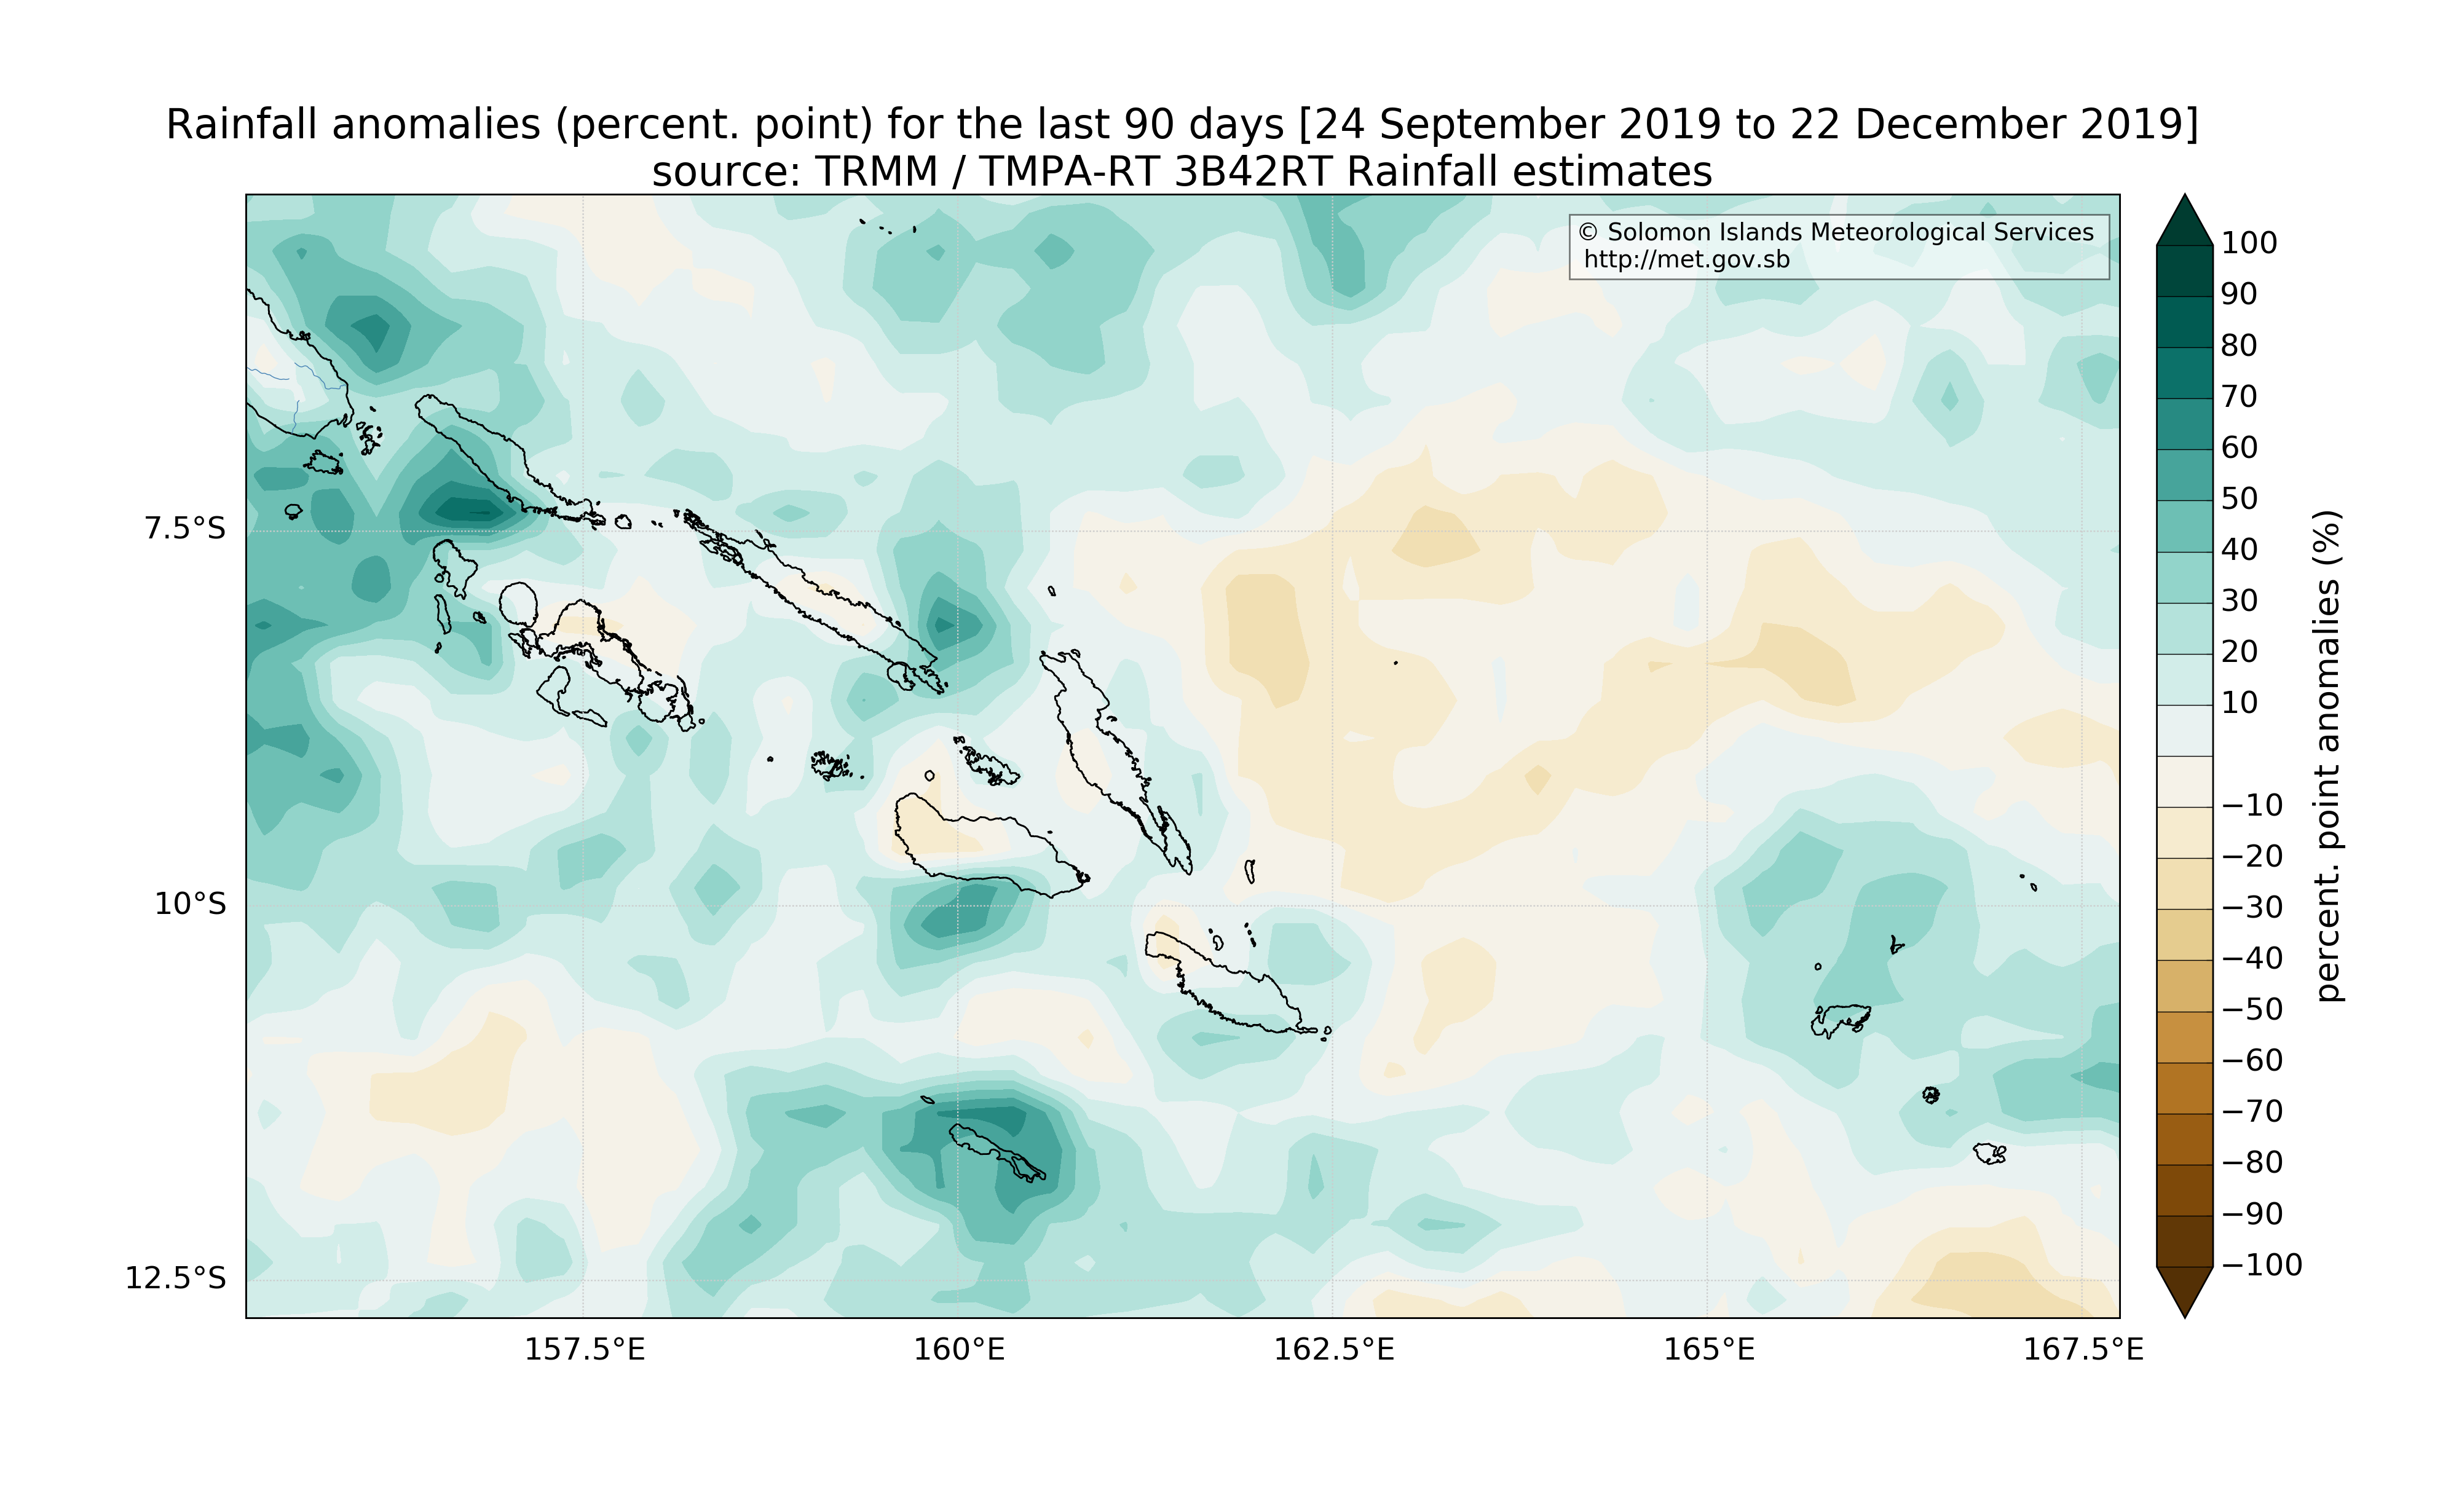 Rainfall anomalies (percent. point) for the last 90 days [24 September 2019 to 22 December 2019]
source: TRMM / TMPA-RT 3B42RT Rainfall estimates
© Solomon Islands Meteorological Services
http://met.gov.sb
7.5°S
10°S
12.5°S
157.5°E
160°E
162.5°E
165°E
167.5°E
100
90
80
70
60
50
40
30
20
10
−10
−20
−30
−40
−50
−60
−70
−80
−90
−100
percent. point anomalies (%)